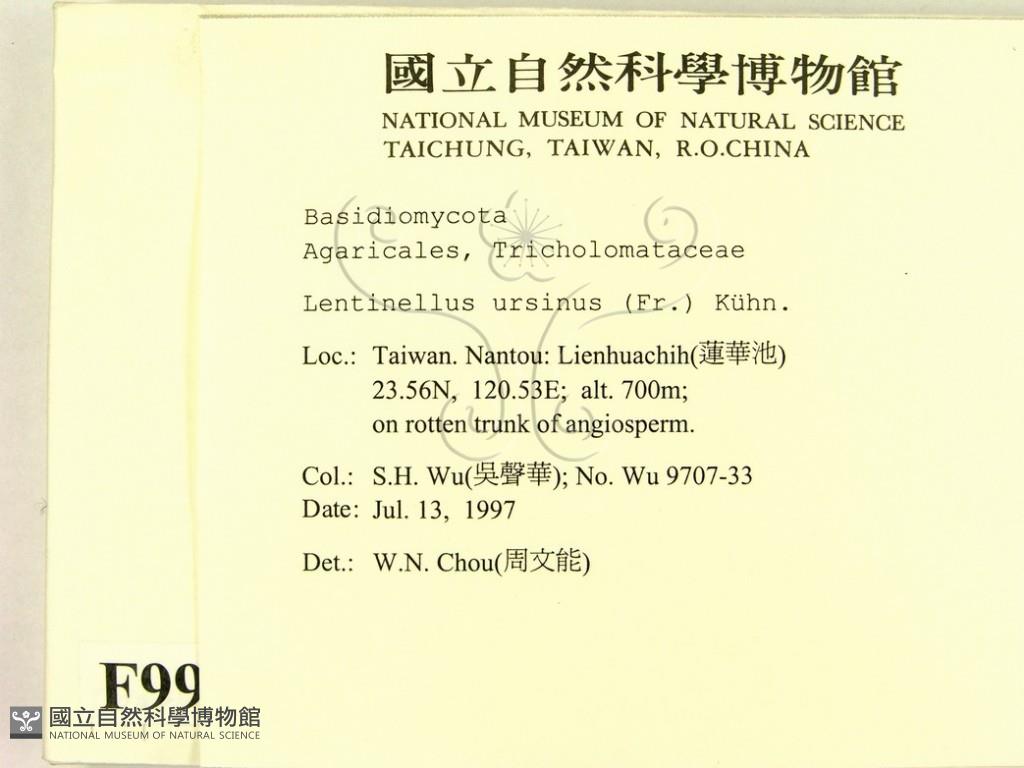 國立自然科學博物館
NATIONAL MUSEUM OF NATURAL SCIENCE
TAICHUNG, TAIWAN, R.O.CHINA
Basidiomycota
Agaricales, Tricholomataceae
Lentinellus ursinus (Fr.) Kühn.
Loc.: Taiwan. Nantou: Lienhuachih(蓮華池)
23.56N, 120.53E; alt. 700m;
on rotten trunk of angiosperm.
Col.: S.H. Wu(吳聲華); No. Wu 9707-33
Date: Jul. 13, 1997
Det.: W.N. Chou(周文能)
F99
國立自然科學博物館
NATIONAL MUSEUM OF NATURAL SCIENCE